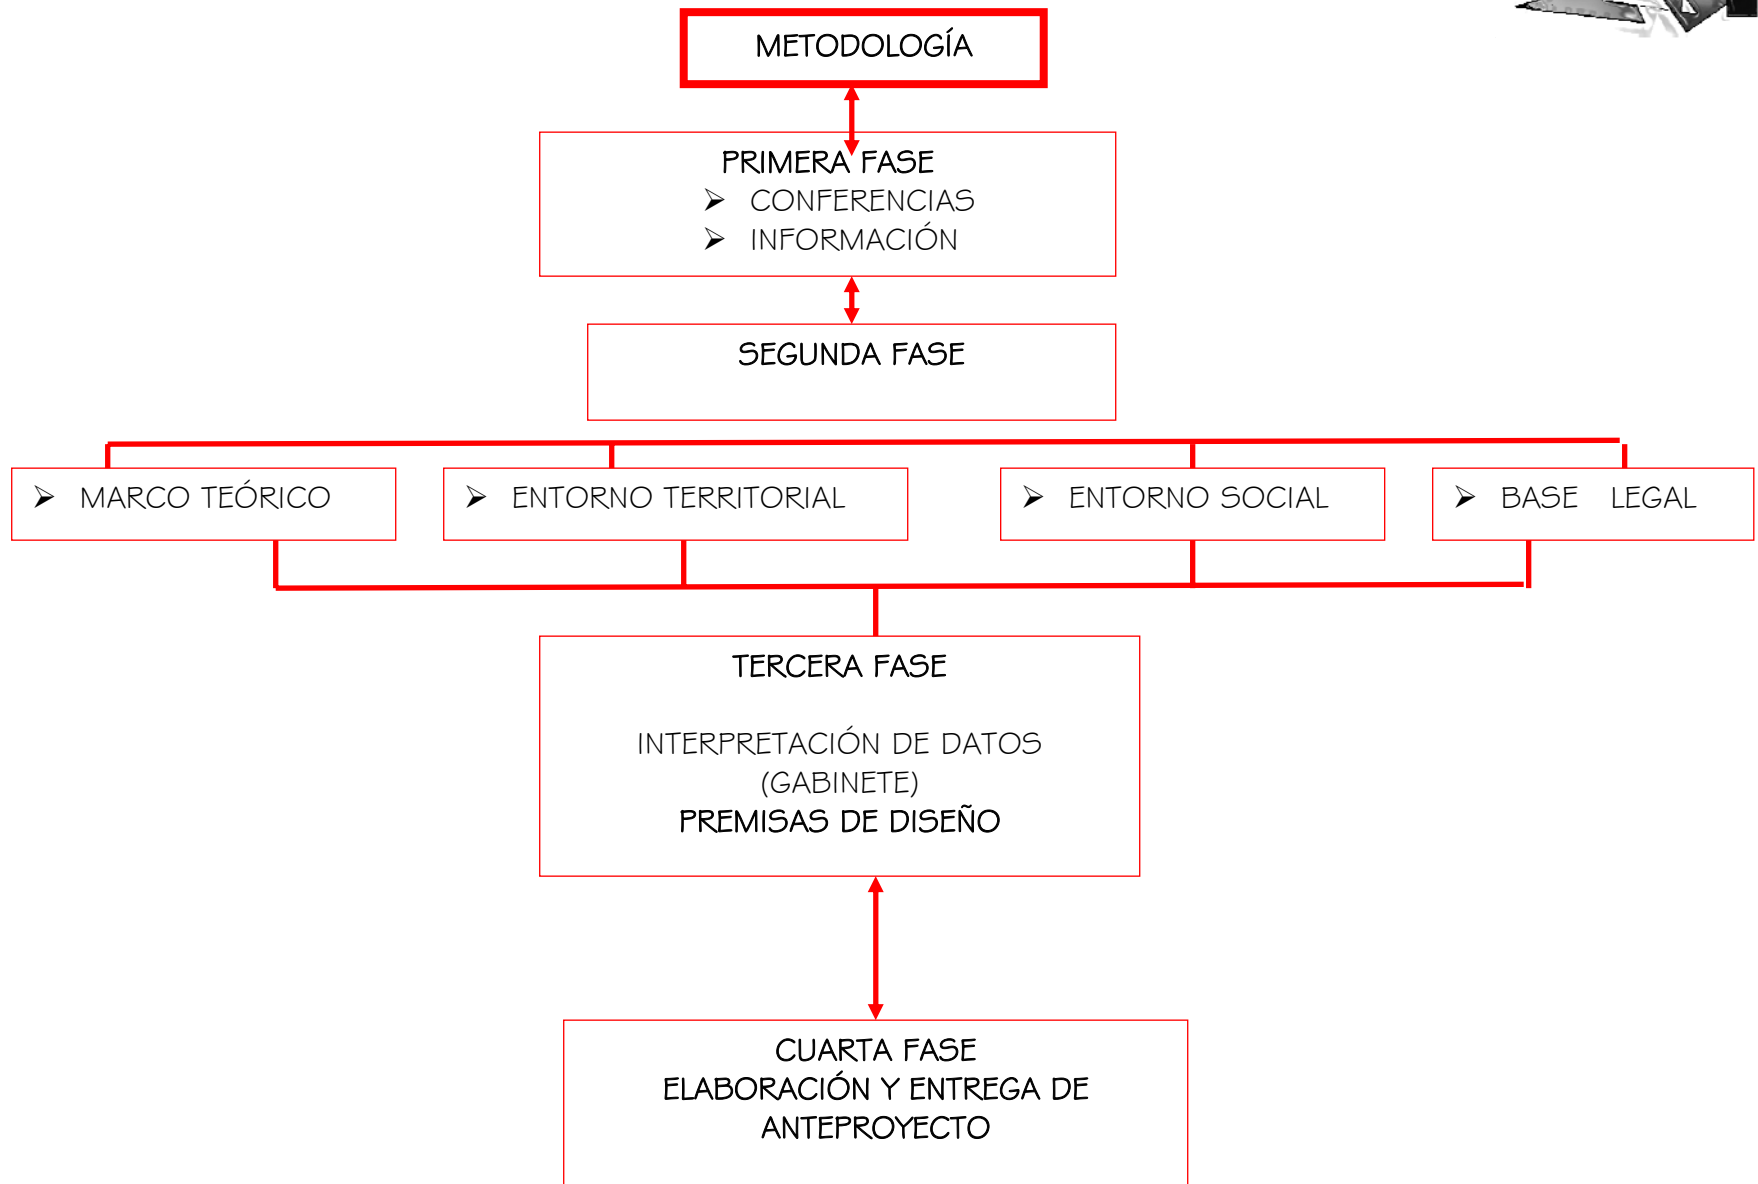 METODOLOGÍA
PRIMERA FASE
➢ CONFERENCIAS
➢ INFORMACIÓN
SEGUNDA FASE
➢ MARCO TEÓRICO
➢ ENTORNO TERRITORIAL
➢ ENTORNO SOCIAL
➢ BASE LEGAL
TERCERA FASE
INTERPRETACIÓN DE DATOS
(GABINETE)
PREMISAS DE DISEÑO
CUARTA FASE
ELABORACIÓN Y ENTREGA DE
ANTEPROYECTO